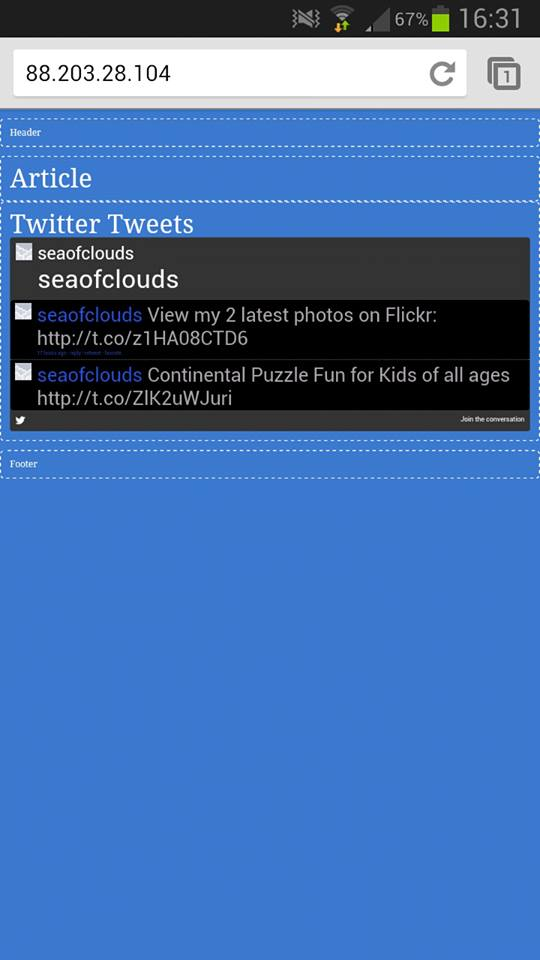 67% 16:31
88.203.28.104
1
Header
Article
Twitter Tweets
seaofclouds
seaofclouds
seaofclouds View my 2 latest photos on Flickr:
http://t.co/z1HA08CTD6
seaofclouds Continental Puzzle Fun for Kids of all ages
http://t.co/ZlK2uWJuri
Join the conversation
Footer